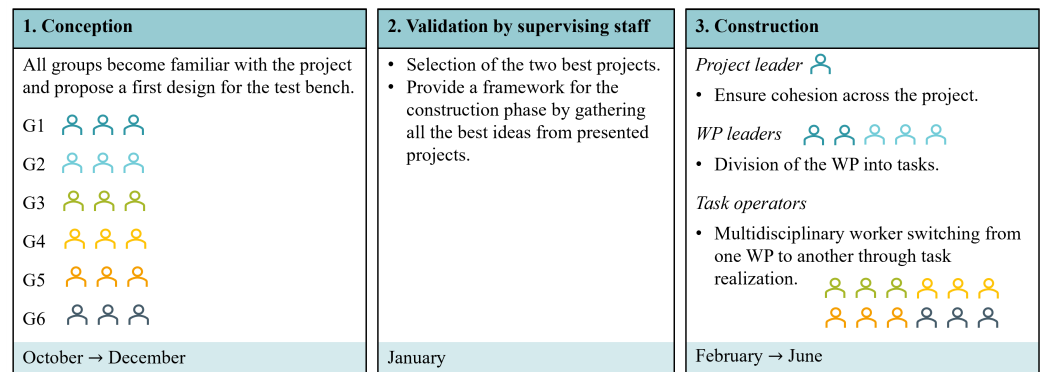 1. Conception
All groups become familiar with the project
and propose a first design for the test bench.
G1
G2
G3
G4
G5
G6
October → December
2. Validation by supervising staff
• Selection of the two best projects.
• Provide a framework for the
construction phase by gathering
all the best ideas from presented
projects.
January
3. Construction
Project leader
• Ensure cohesion across the project.
WP leaders
• Division of the WP into tasks.
Task operators
• Multidisciplinary worker switching from
one WP to another through task
realization.
February → June